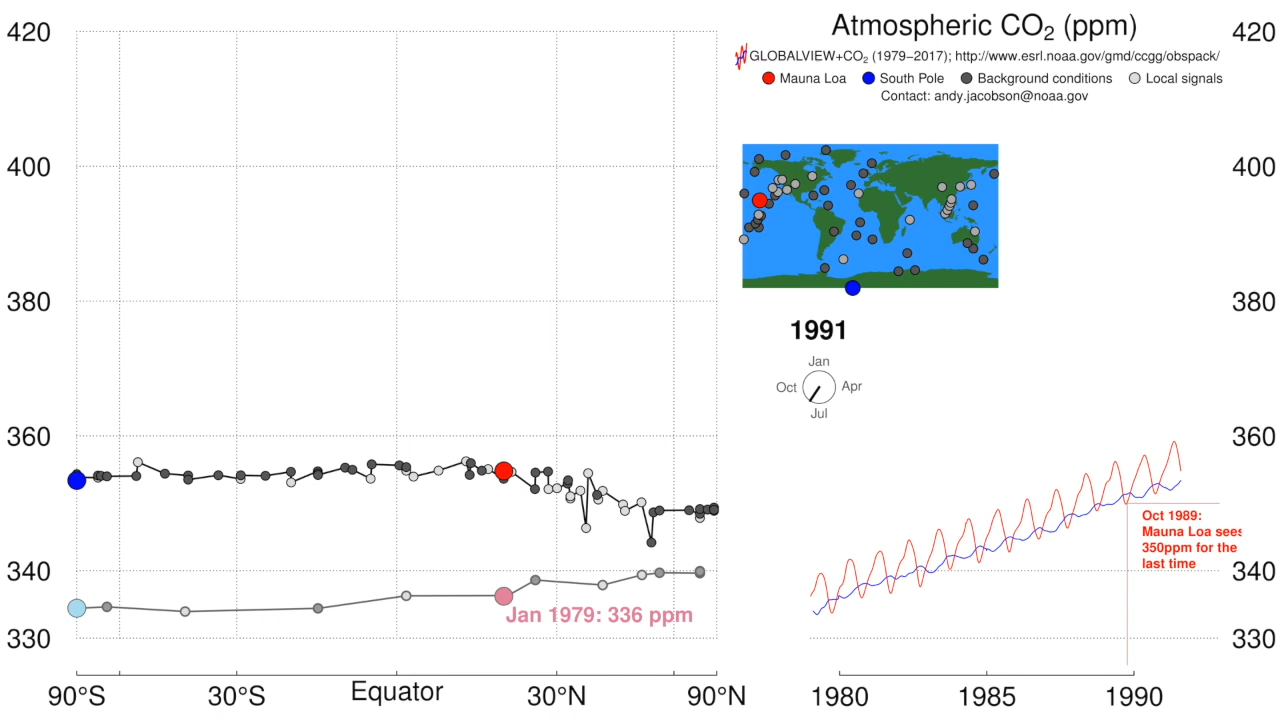 Atmospheric CO₂ (ppm)
GLOBALVIEW+CO₂ (1979−2017); http://www.esrl.noaa.gov/gmd/ccgg/obspack/
Mauna Loa South Pole Background conditions Local signals
Contact: andy.jacobson@noaa.gov
420
400
380
360
340
330
420
400
380
360
340
330
1991
Jan
Oct Apr
Jul
Jan 1979: 336 ppm
Oct 1989:
Mauna Loa sees
350ppm for the
last time
90°S 30°S Equator 30°N 90°N
1980 1985 1990